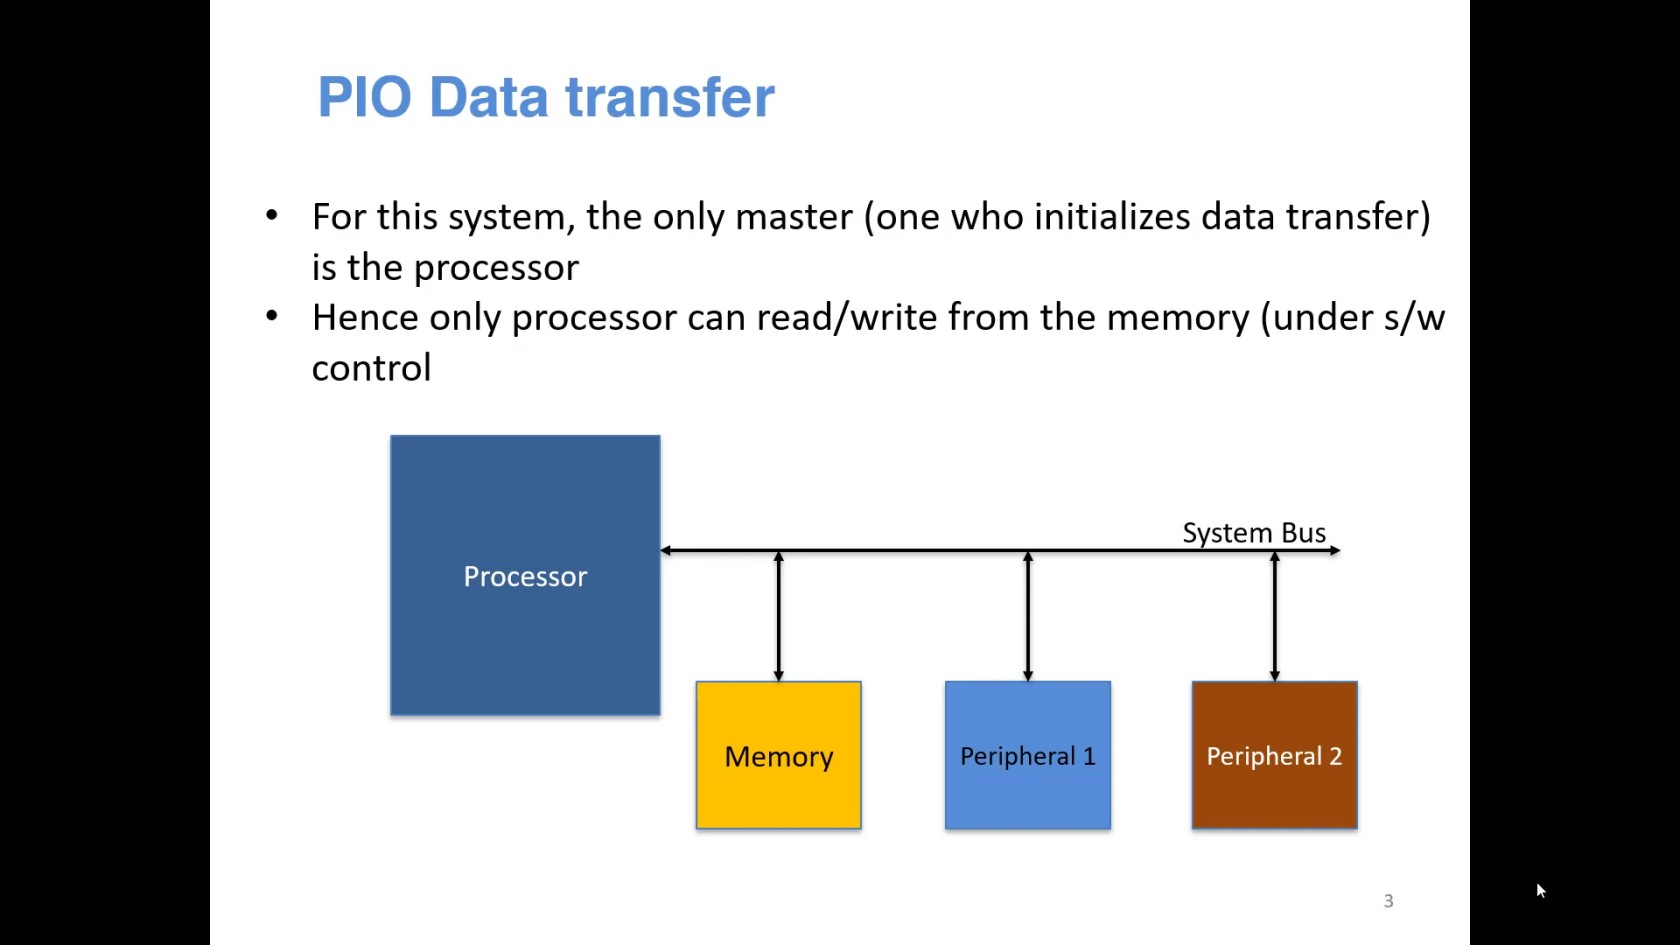 PIO Data transfer
• For this system, the only master (one who initializes data transfer)
is the processor
• Hence only processor can read/write from the memory (under s/w
control
System Bus
Processor
Memory
Peripheral 1
Peripheral 2
3